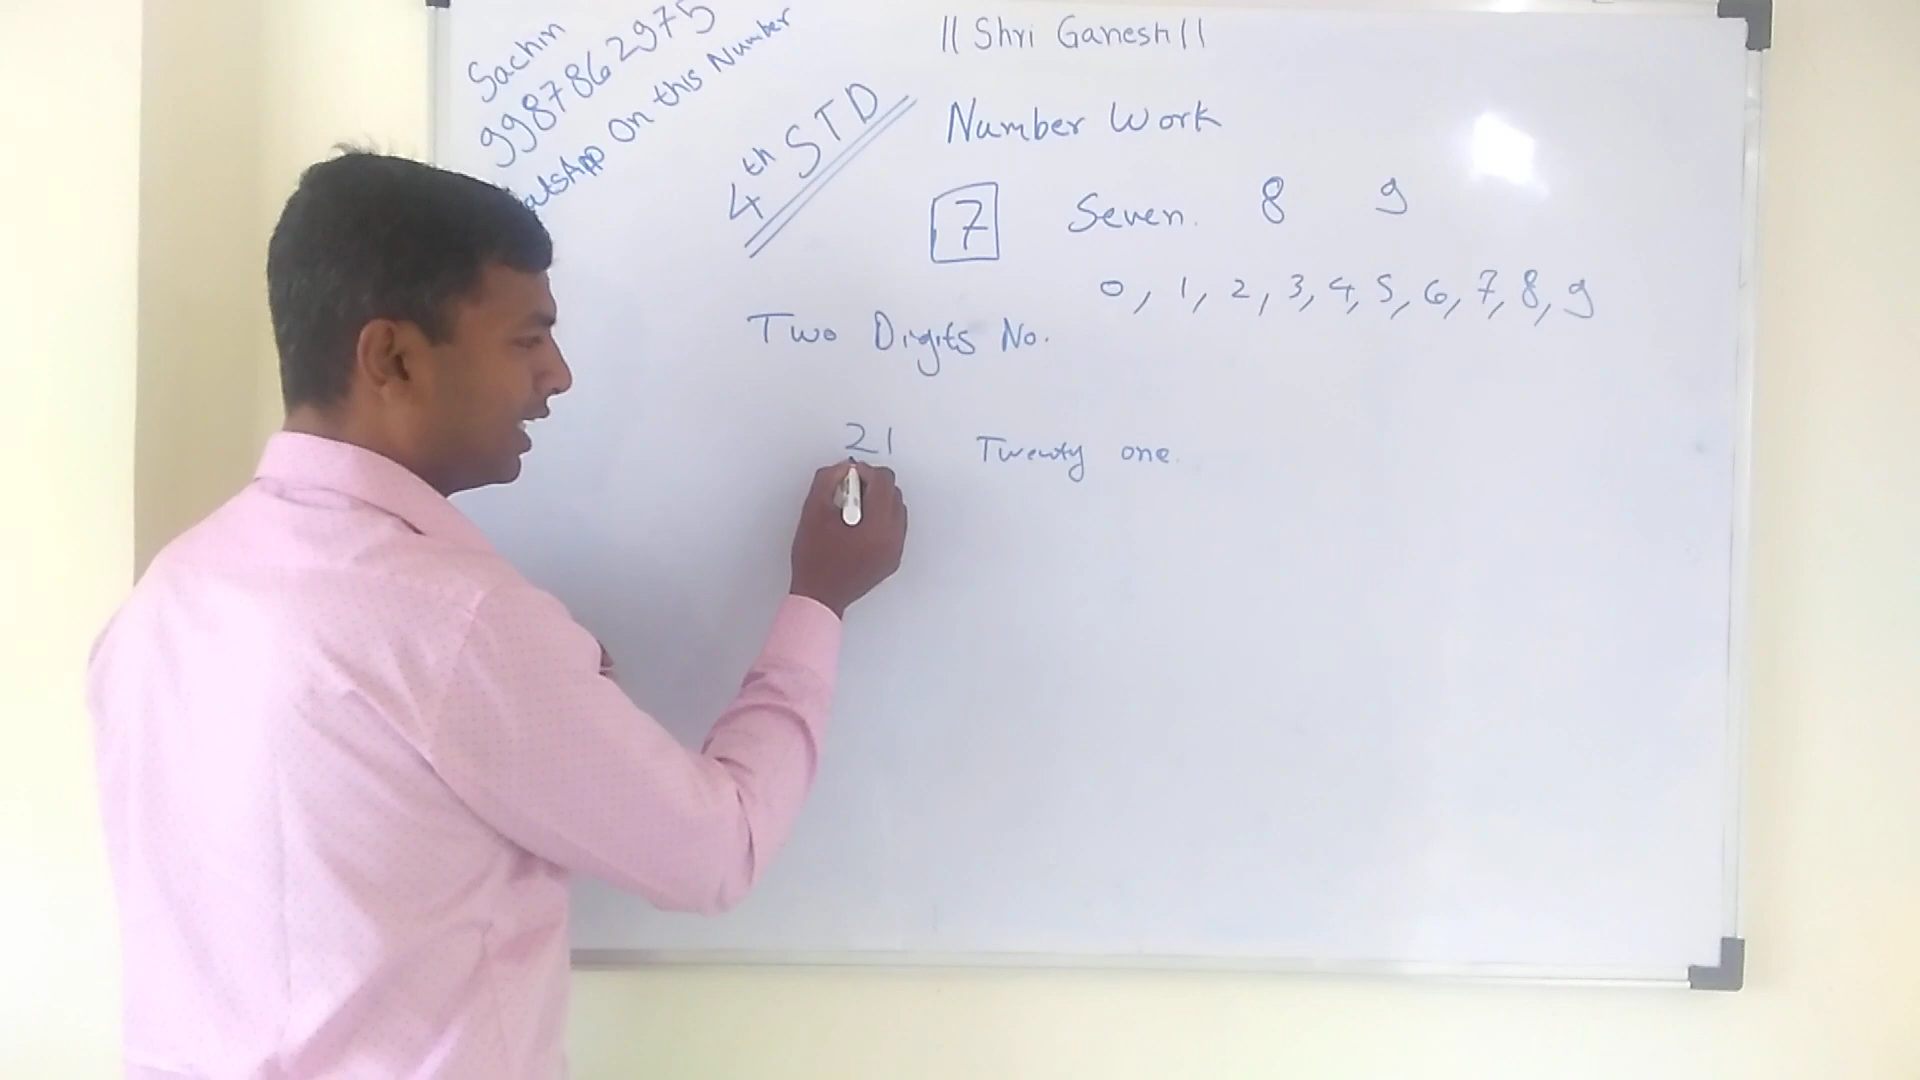 Sachin
9987862975
On this Number
4th STD
|| Shri Ganesh ||
Number Work
7 Seven. 8 9
0, 1, 2, 3, 4, 5, 6, 7, 8, 9
Two Digits No.
21 Twenty one.